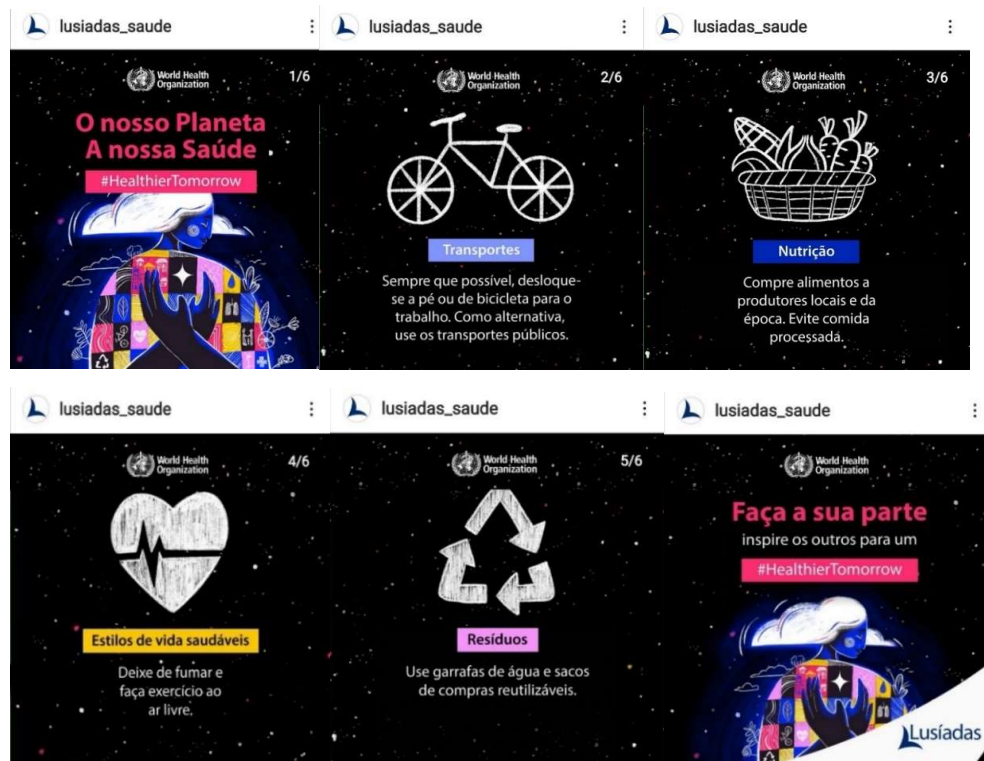 lusiadas_saude
World Health
Organization
1/6
O nosso Planeta
A nossa Saúde
#HealthierTomorrow
lusiadas_saude
World Health
Organization
2/6
Transportes
Sempre que possível, desloque-
se a pé ou de bicicleta para o
trabalho. Como alternativa,
use os transportes públicos.
lusiadas_saude
World Health
Organization
3/6
Nutrição
Compre alimentos a
produtores locais e da
época. Evite comida
processada.
lusiadas_saude
World Health
Organization
4/6
Estilos de vida saudáveis
Deixe de fumar e
faça exercício ao
ar livre.
lusiadas_saude
World Health
Organization
5/6
Resíduos
Use garrafas de água e sacos
de compras reutilizáveis.
lusiadas_saude
World Health
Organization
Faça a sua parte
inspire os outros para um
#HealthierTomorrow
Lusíadas